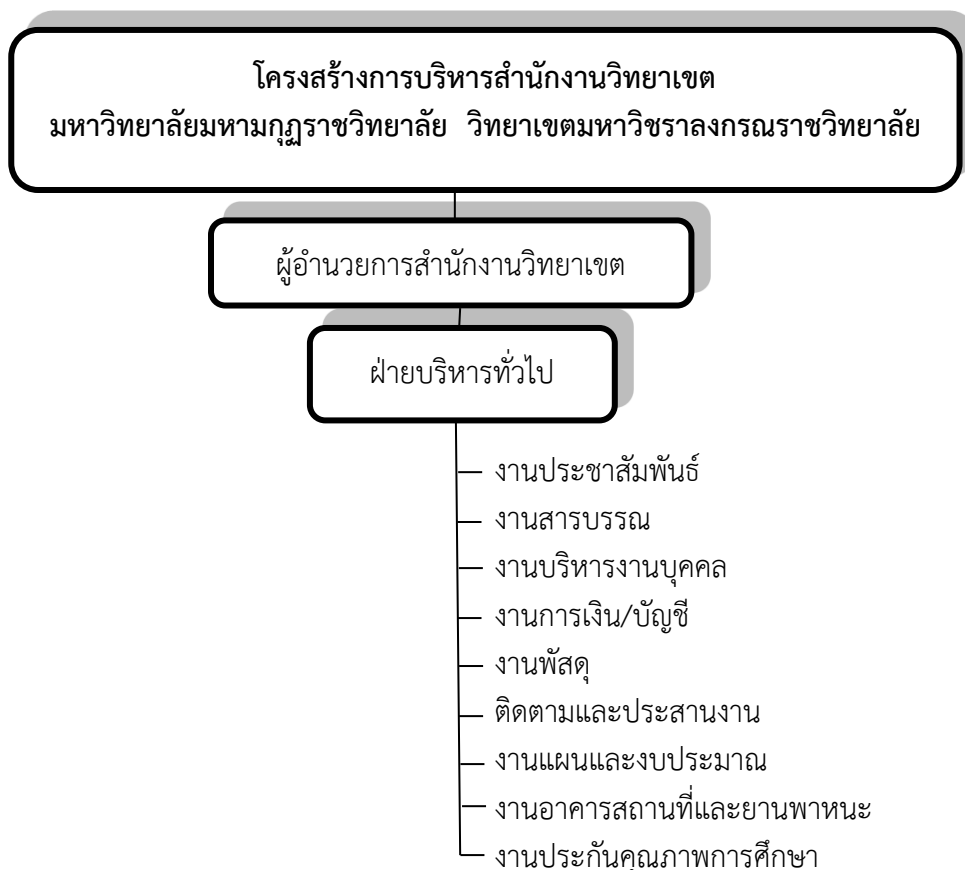 โครงสร้างการบริหารสำนักงานวิทยาเขต
มหาวิทยาลัยมหามกุฏราชวิทยาลัย วิทยาเขตมหาวิชราลงกรณราชวิทยาลัย
ผู้อำนวยการสำนักงานวิทยาเขต
ฝ่ายบริหารทั่วไป
งานประชาสัมพันธ์
งานสารบรรณ
งานบริหารงานบุคคล
งานการเงิน/บัญชี
งานพัสดุ
ติดตามและประสานงาน
งานแผนและงบประมาณ
งานอาคารสถานที่และยานพาหนะ
งานประกันคุณภาพการศึกษา